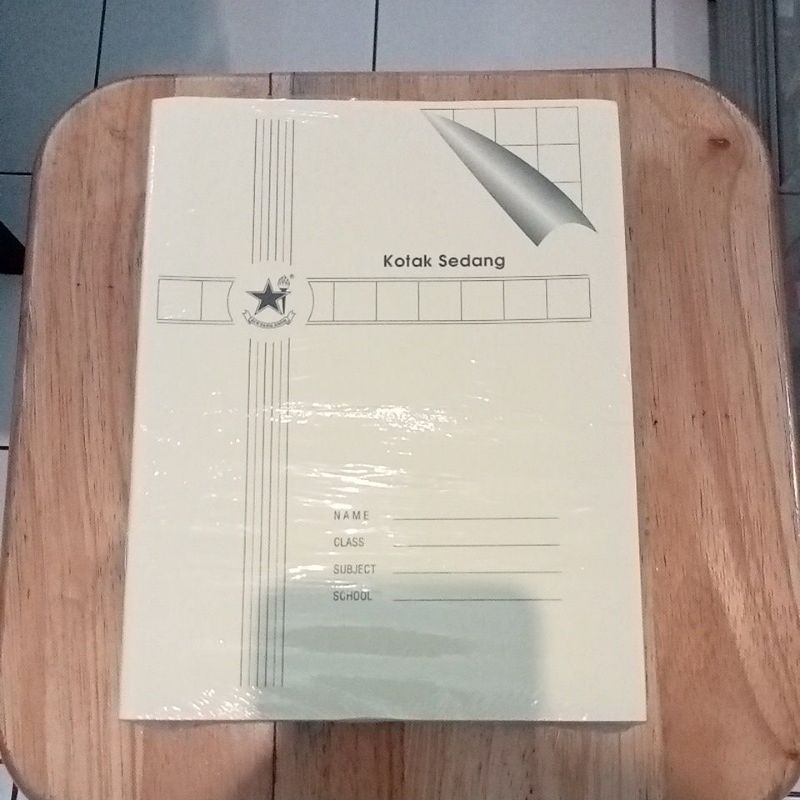 Kotak Sedang
NAME
CLASS
SUBJECT
SCHOOL